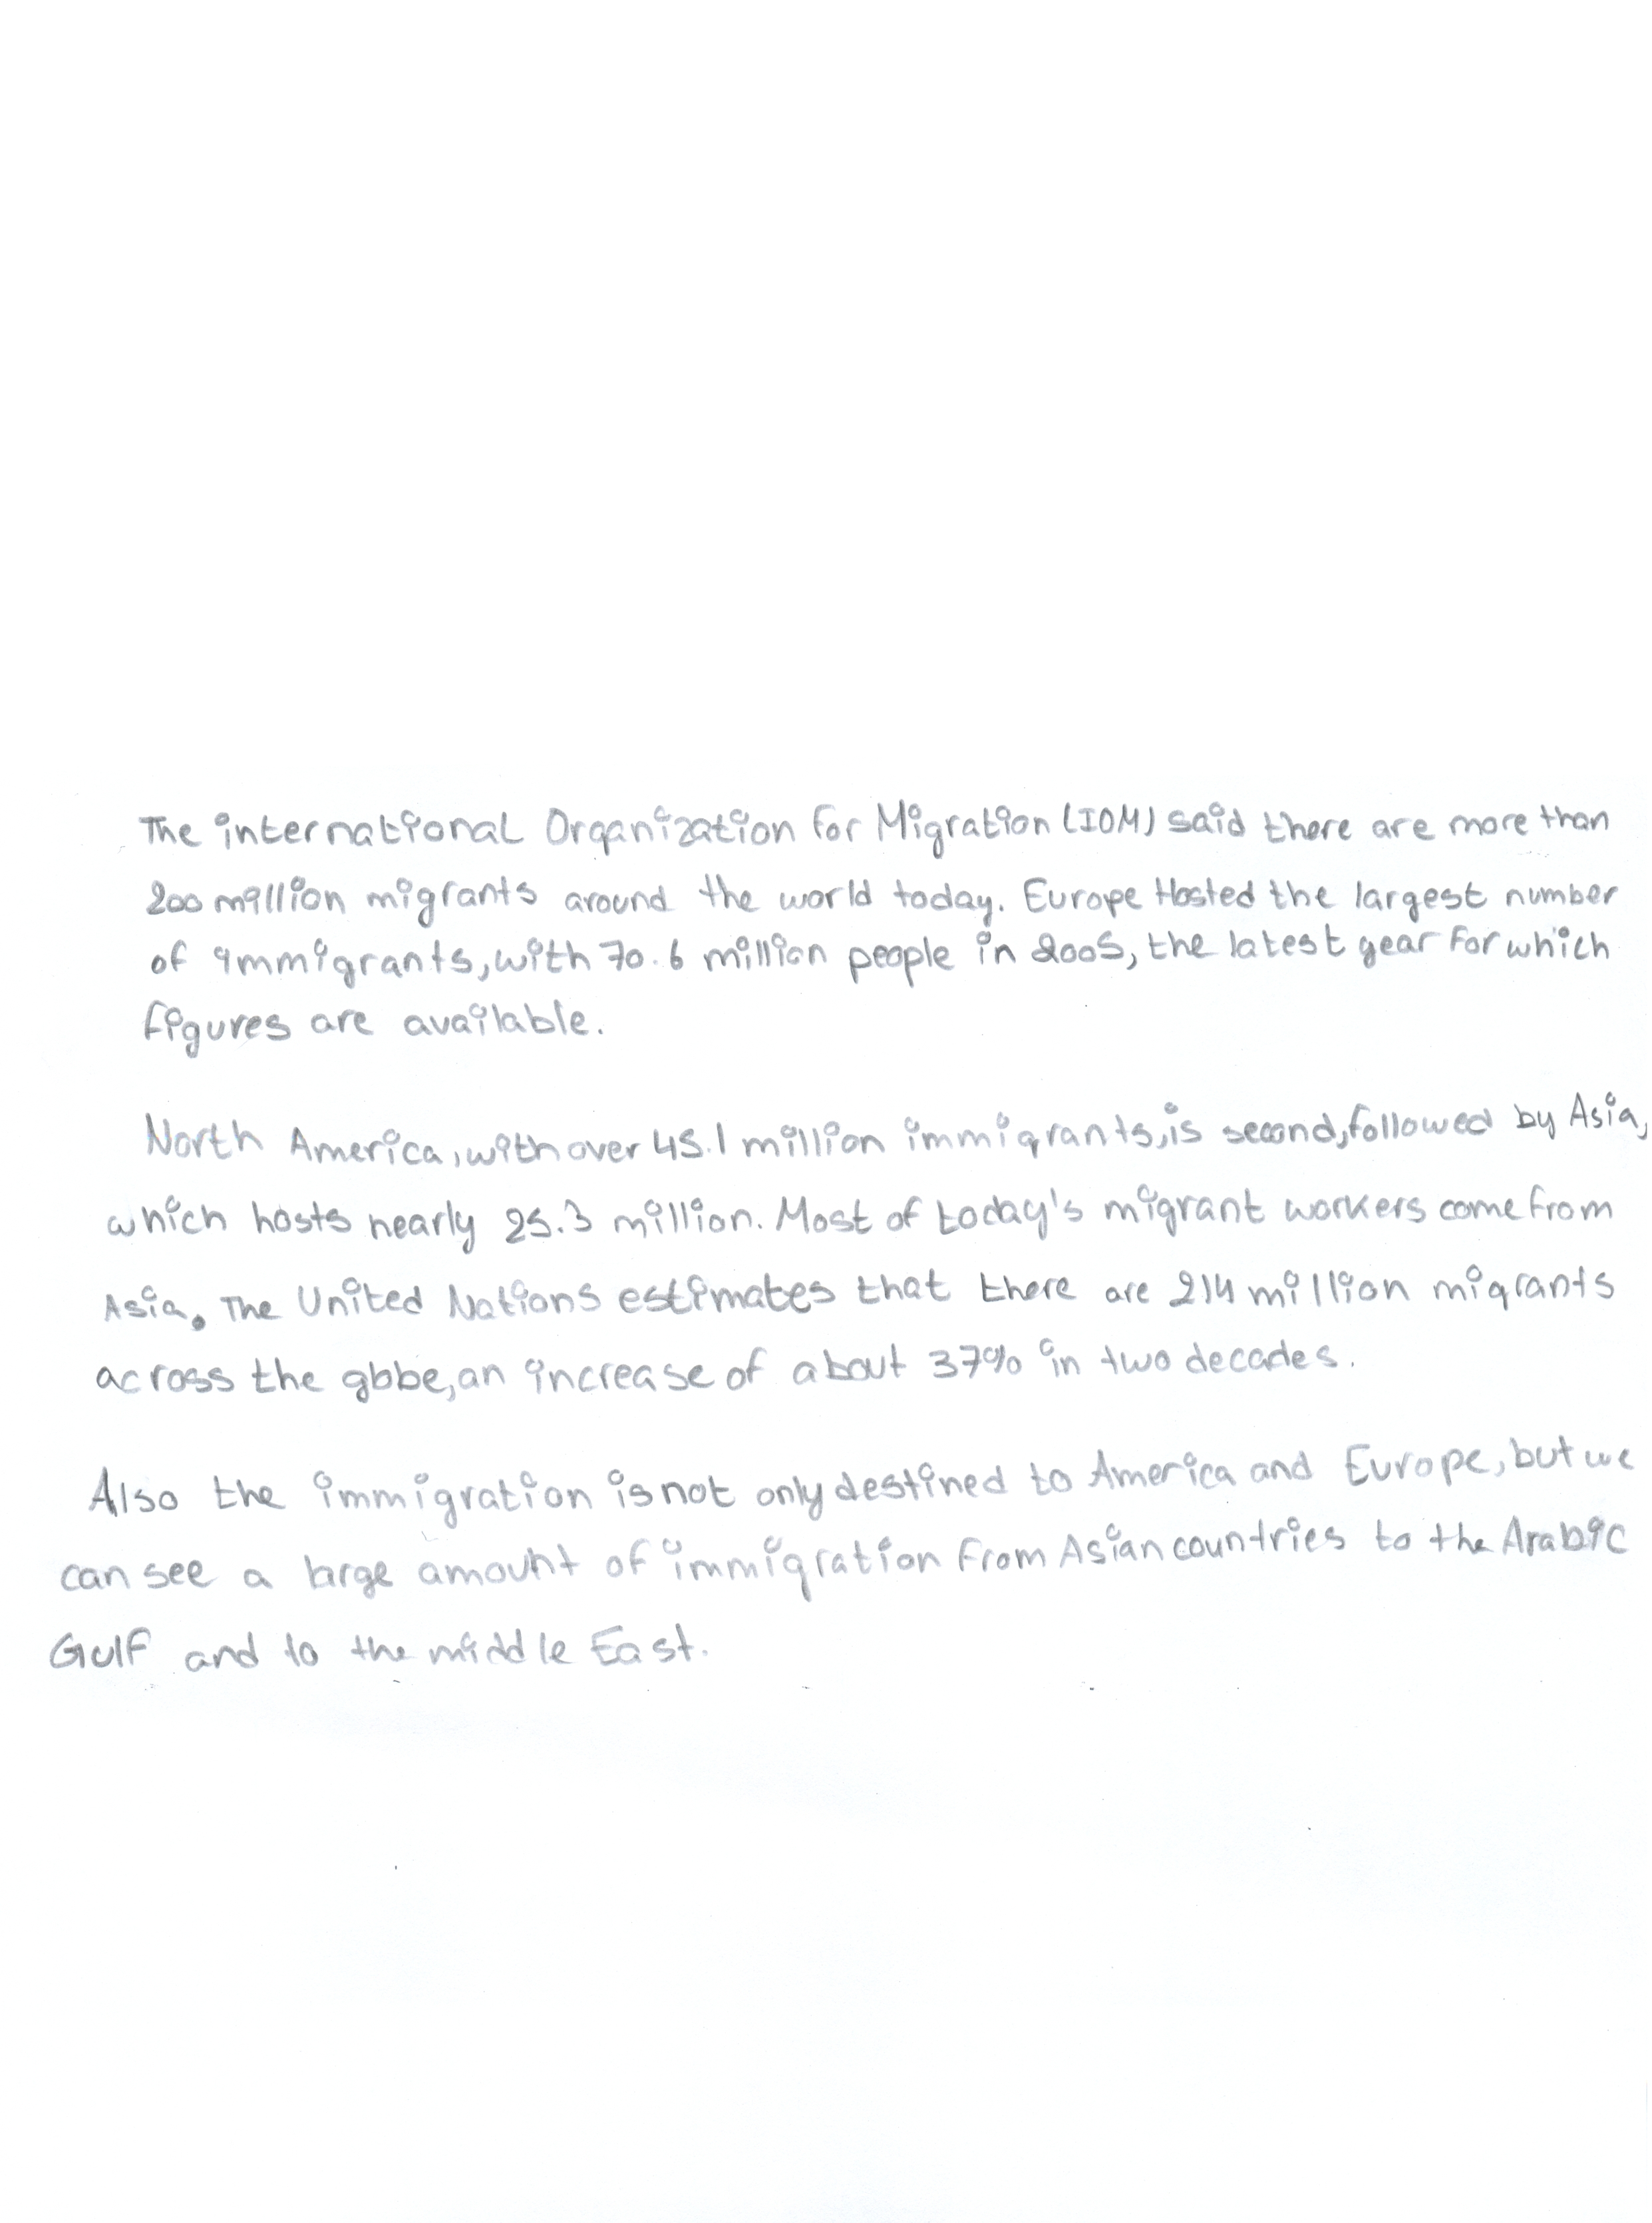 The international Organization for Migration (IOM) said there are more than
200 million migrants around the world today. Europe Hosted the largest number
of immigrants, with 70.6 million people in 2005, the latest year for which
figures are available.
North America, with over 45.1 million immigrants, is second, followed by Asia,
which hosts nearly 25.3 million. Most of today's migrant workers come from
Asia. The United Nations estimates that there are 214 million migrants
across the globe, an increase of about 37% in two decades.
Also the immigration is not only destined to America and Europe, but we
can see a large amount of immigration from Asian countries to the Arabic
Gulf and to the middle East.